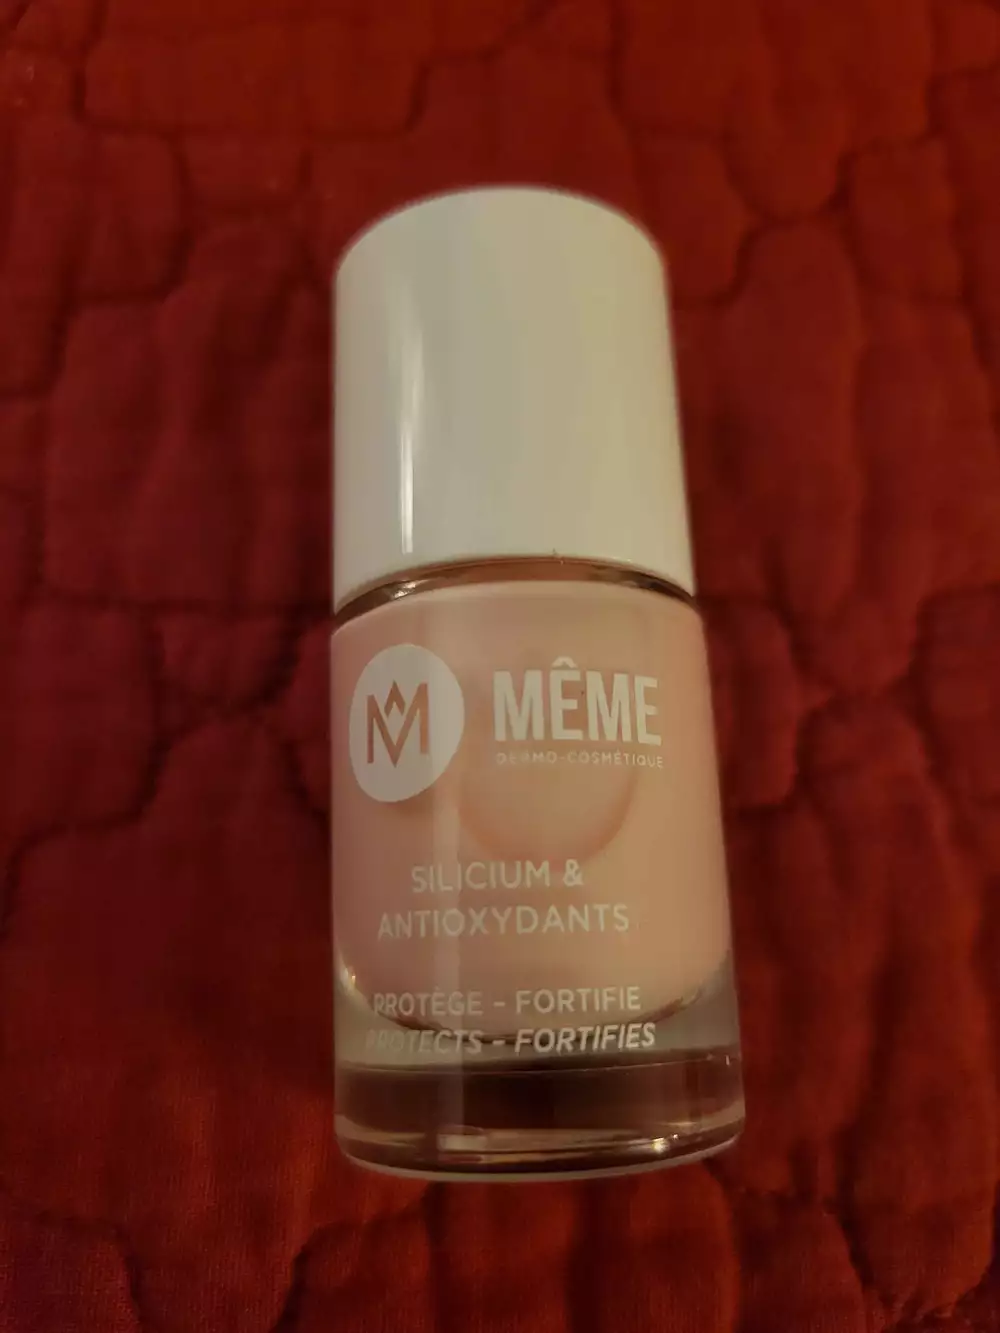 M MÊME
DERMO-COSMÉTIQUE
SILICIUM &
ANTIOXYDANTS
PROTÈGE - FORTIFIE
PROTECTS - FORTIFIES